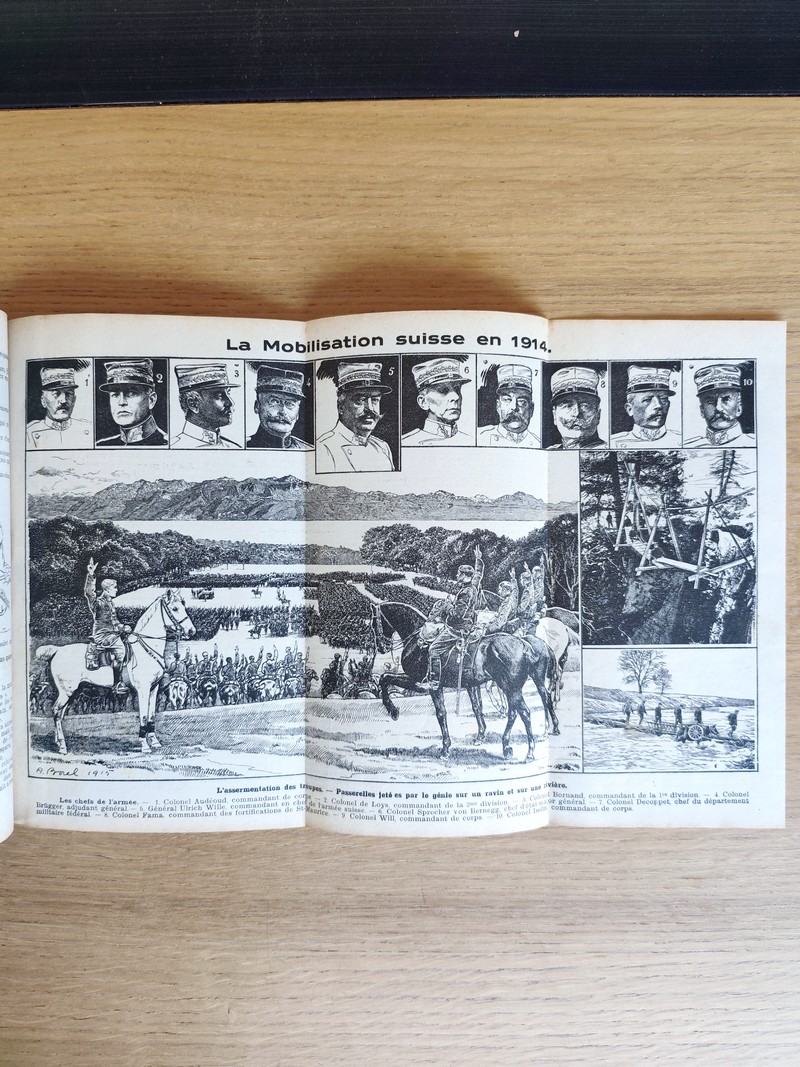 La Mobilisation suisse en 1914.
1 2 3 4 5 6 7 8 9 10
A. Borel 1915
L'assermentation des troupes. — Passerelles jetées par le génie sur un ravin et sur une rivière.
Les chefs de l'armée. — 1. Colonel Audéoud, commandant de corps — 2. Colonel de Loys, commandant de la 2me division. — 3. Colonel Bornand, commandant de la 1re division — 4. Colonel
Brügger, adjudant général. — 5. Général Ulrich Wille, commandant en chef de l'armée suisse. — 6. Colonel Sprecher von Bernegg, chef d'état-major général — 7. Colonel Decoppet, chef du département
militaire fédéral. — 8. Colonel Fama, commandant des fortifications de St-Maurice. — 9 Colonel Will, commandant de corps — 10. Colonel commandant de corps.